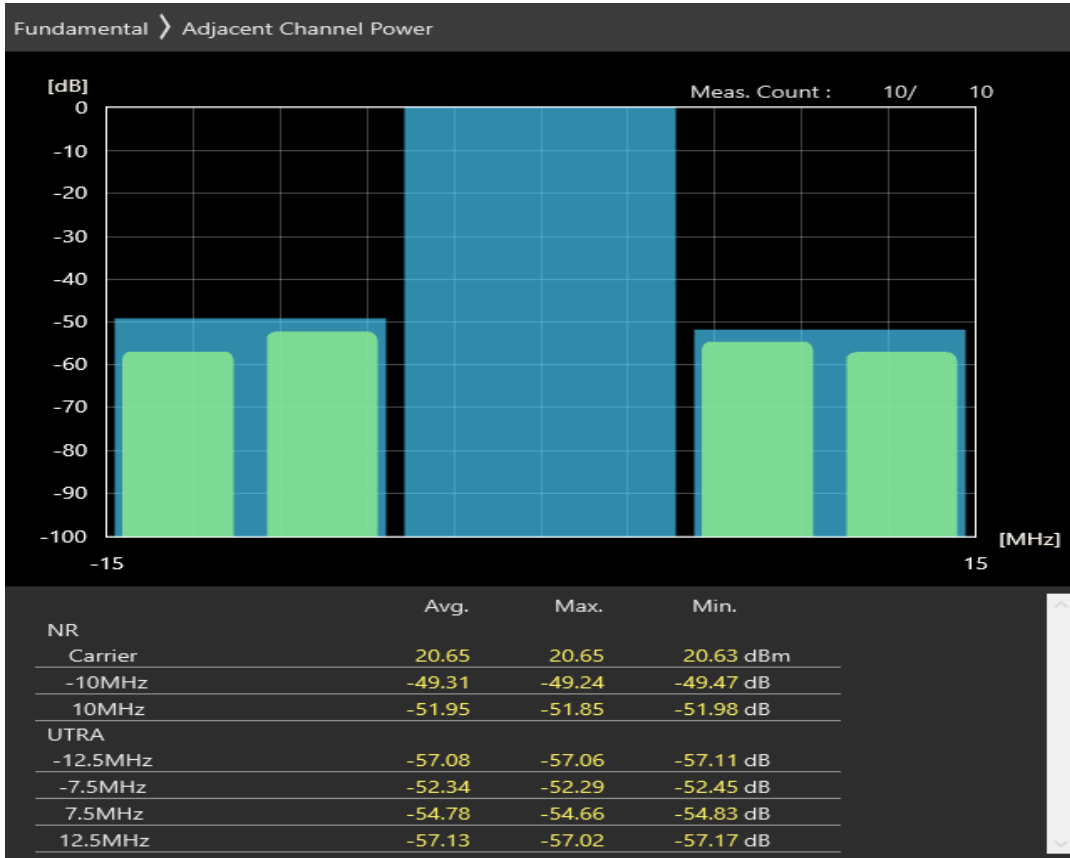 Fundamental 〉 Adjacent Channel Power
[dB]
Meas. Count : 10/ 10
0
-10
-20
-30
-40
-50
-60
-70
-80
-90
-100
[MHz]
-15 15
Avg. Max. Min.
NR
Carrier 20.65 20.65 20.63 dBm
-10MHz -49.31 -49.24 -49.47 dB
10MHz -51.95 -51.85 -51.98 dB
UTRA
-12.5MHz -57.08 -57.06 -57.11 dB
-7.5MHz -52.34 -52.29 -52.45 dB
7.5MHz -54.78 -54.66 -54.83 dB
12.5MHz -57.13 -57.02 -57.17 dB